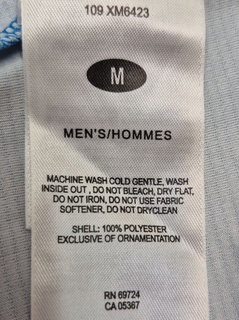 109 XM6423
M
MEN'S/HOMMES
MACHINE WASH COLD GENTLE, WASH
INSIDE OUT , DO NOT BLEACH, DRY FLAT,
DO NOT IRON, DO NOT USE FABRIC
SOFTENER, DO NOT DRYCLEAN
SHELL: 100% POLYESTER
EXCLUSIVE OF ORNAMENTATION
RN 69724
CA 05367